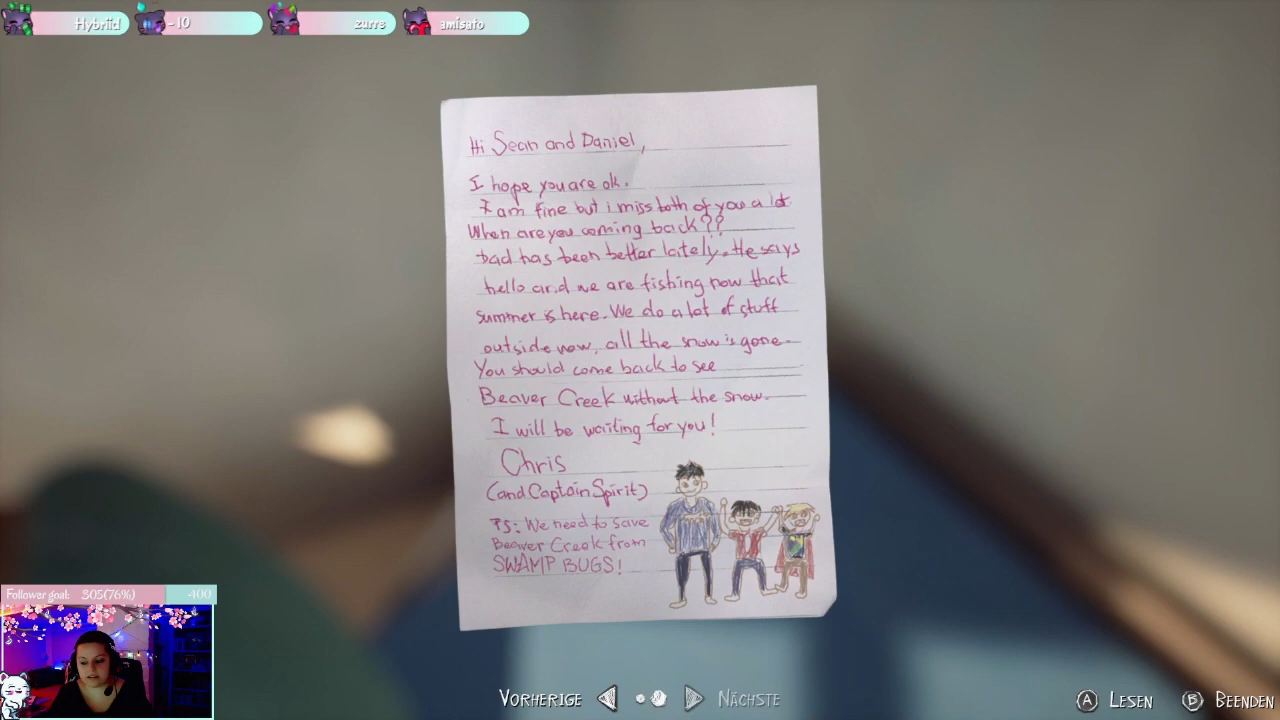 Hybriid
-10
zurre
amisato
Hi Sean and Daniel,
I hope you are ok.
I am fine but i miss both of you a lot.
When are you coming back??
Dad has been better lately. He says
hello and we are fishing now that
summer is here. We do a lot of stuff
outside now, all the snow is gone.
You should come back to see
Beaver Creek without the snow.
I will be waiting for you!
Chris
(and Captain Spirit)
PS: We need to save
Beaver Creek from
SWAMP BUGS!
Follower goal: 305(76%) -400
VORHERIGE NÄCHSTE
A LESEN B BEENDEN